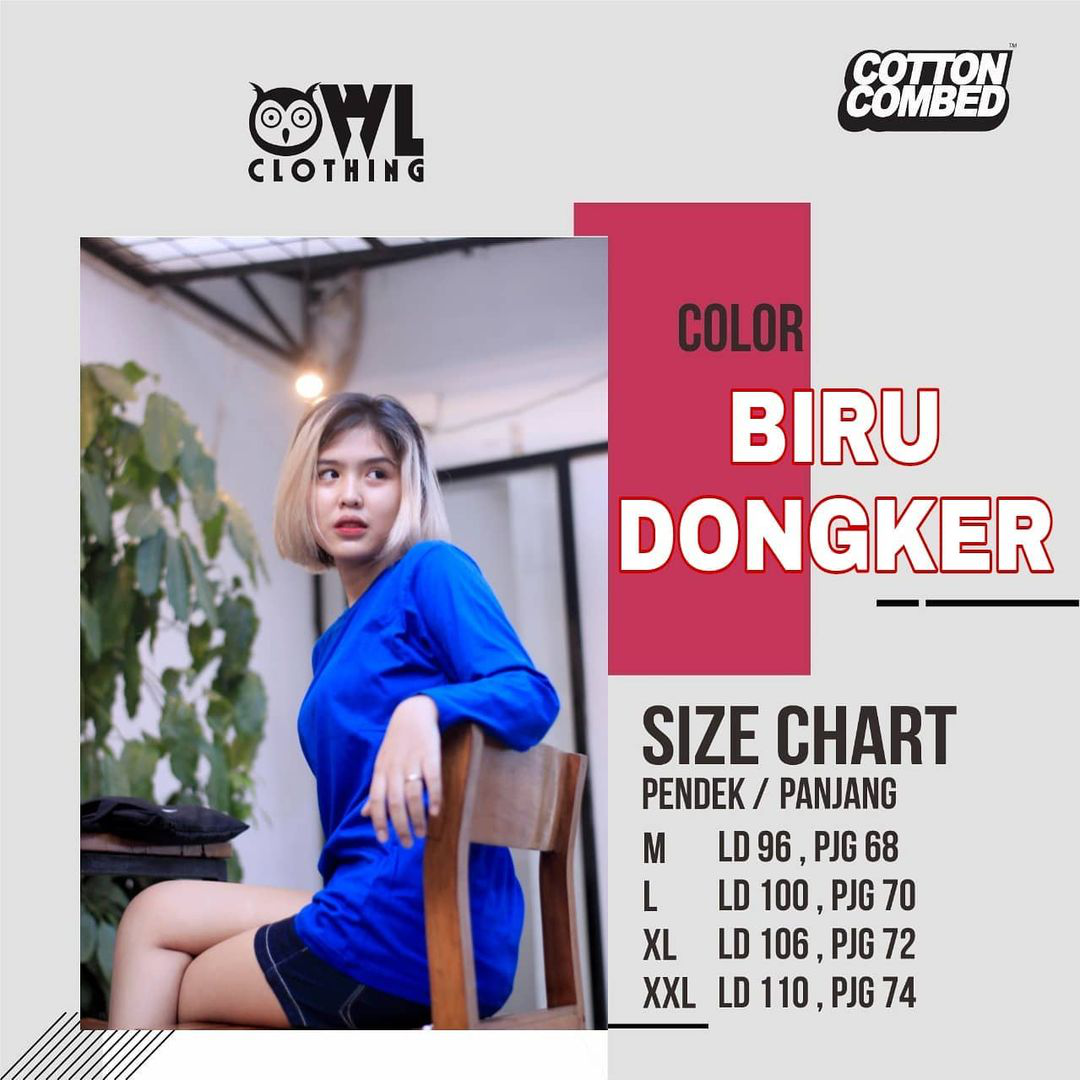 OWL
CLOTHING
COTTON
COMBED
TM
COLOR
BIRU
DONGKER
SIZE CHART
PENDEK / PANJANG
M LD 96 , PJG 68
L LD 100 , PJG 70
XL LD 106 , PJG 72
XXL LD 110 , PJG 74